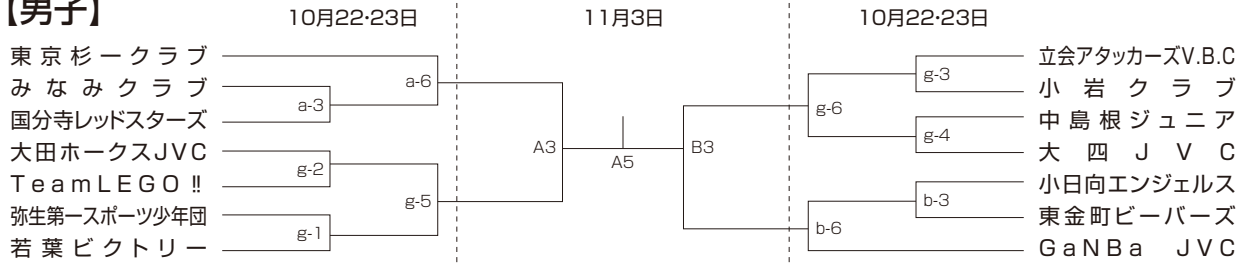 【男子】
10月22・23日
11月3日
10月22・23日
東京杉一クラブ
みなみクラブ
国分寺レッドスターズ
大田ホークスJVC
TeamLEGO!!
弥生第一スポーツ少年団
若葉ビクトリー
a-6
a-3
g-2
g-5
g-1
A3
A5
B3
g-3
g-6
g-4
b-3
b-6
立会アタッカーズV.B.C
小岩クラブ
中島根ジュニア
大四JVC
小日向エンジェルス
東金町ビーバーズ
GaNBa JVC